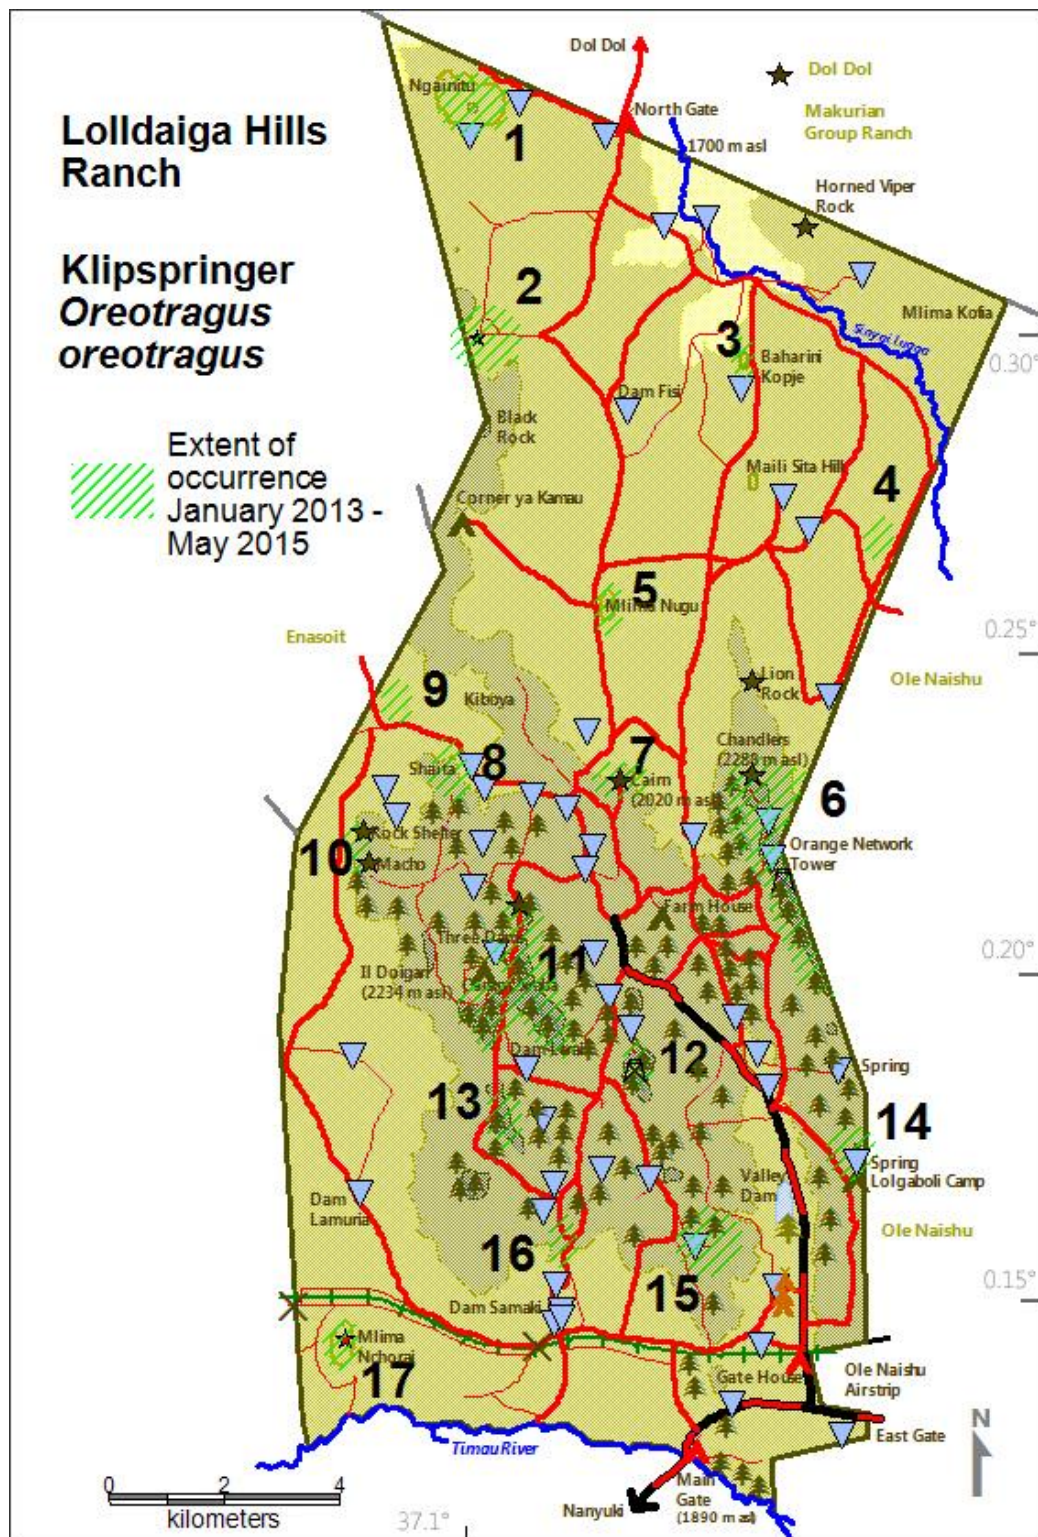 Dol Dol
Dol Dol
Ngainitu
North Gate
Makurian
Group Ranch
Lolldaiga Hills
Ranch
1
1700 m asl
Horned Viper
Rock
Klipspringer
Oreotragus
oreotragus
2
Mlima Kofia
Sinyai Lugga
3
Baharini
Kopje
0.30°
Dam Fisi
Black
Rock
Extent of
occurrence
January 2013 -
May 2015
Maili Sita Hill
4
Corner ya Kamau
5
Mlima Nugu
Enasoit
0.25°
Lion
Rock
Ole Naishu
9
Kiboya
Chandlers
(2288 m asl)
7
8
Shaita
Cairn
(2020 m asl)
6
Rock Shelter
10
Macho
Orange Network
Tower
Farm House
Three Dams
11
Il Doigan
(2234 m asl)
0.20°
12
Spring
13
14
Spring
Lolgaboli Camp
Valley
Dam
Dam
Lamuria
Ole Naishu
16
15
0.15°
Dam Samaki
Mlima
Nchorai
17
Gate House
Ole Naishu
Airstrip
East Gate
N
Timau River
0 2 4
kilometers
Main
Gate
(1890 m asl)
Nanyuki
37.1°